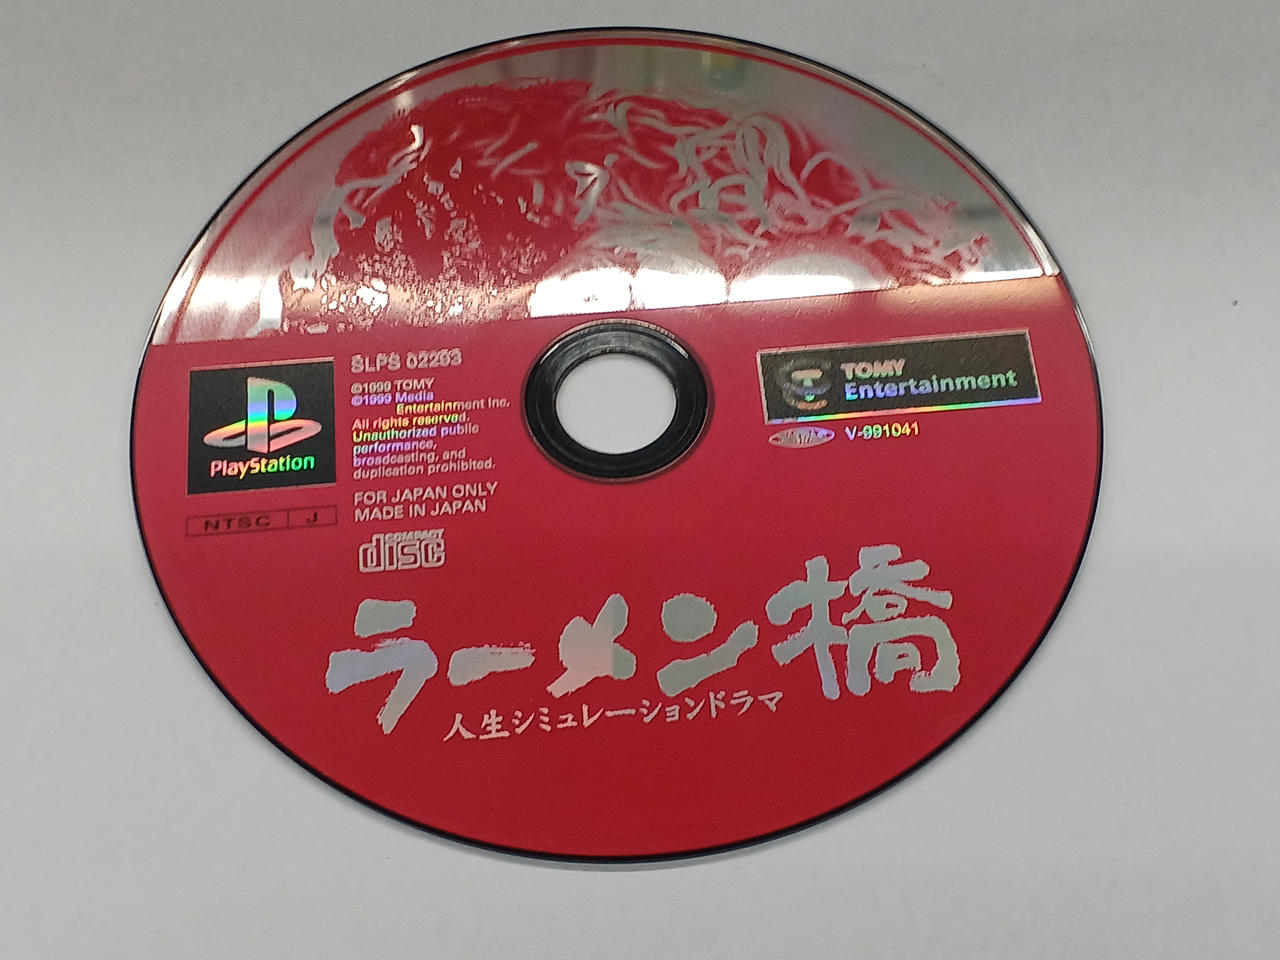 SLPS 02293
©1999 TOMY
©1999 Media
Entertainment Inc.
All rights reserved.
Unauthorized public
performance,
broadcasting, and
duplication prohibited.
FOR JAPAN ONLY
MADE IN JAPAN
PlayStation
NTSC J
COMPACT
disc
TOMY
Entertainment
V-991041
ラーメン橋
人生シミュレーションドラマ